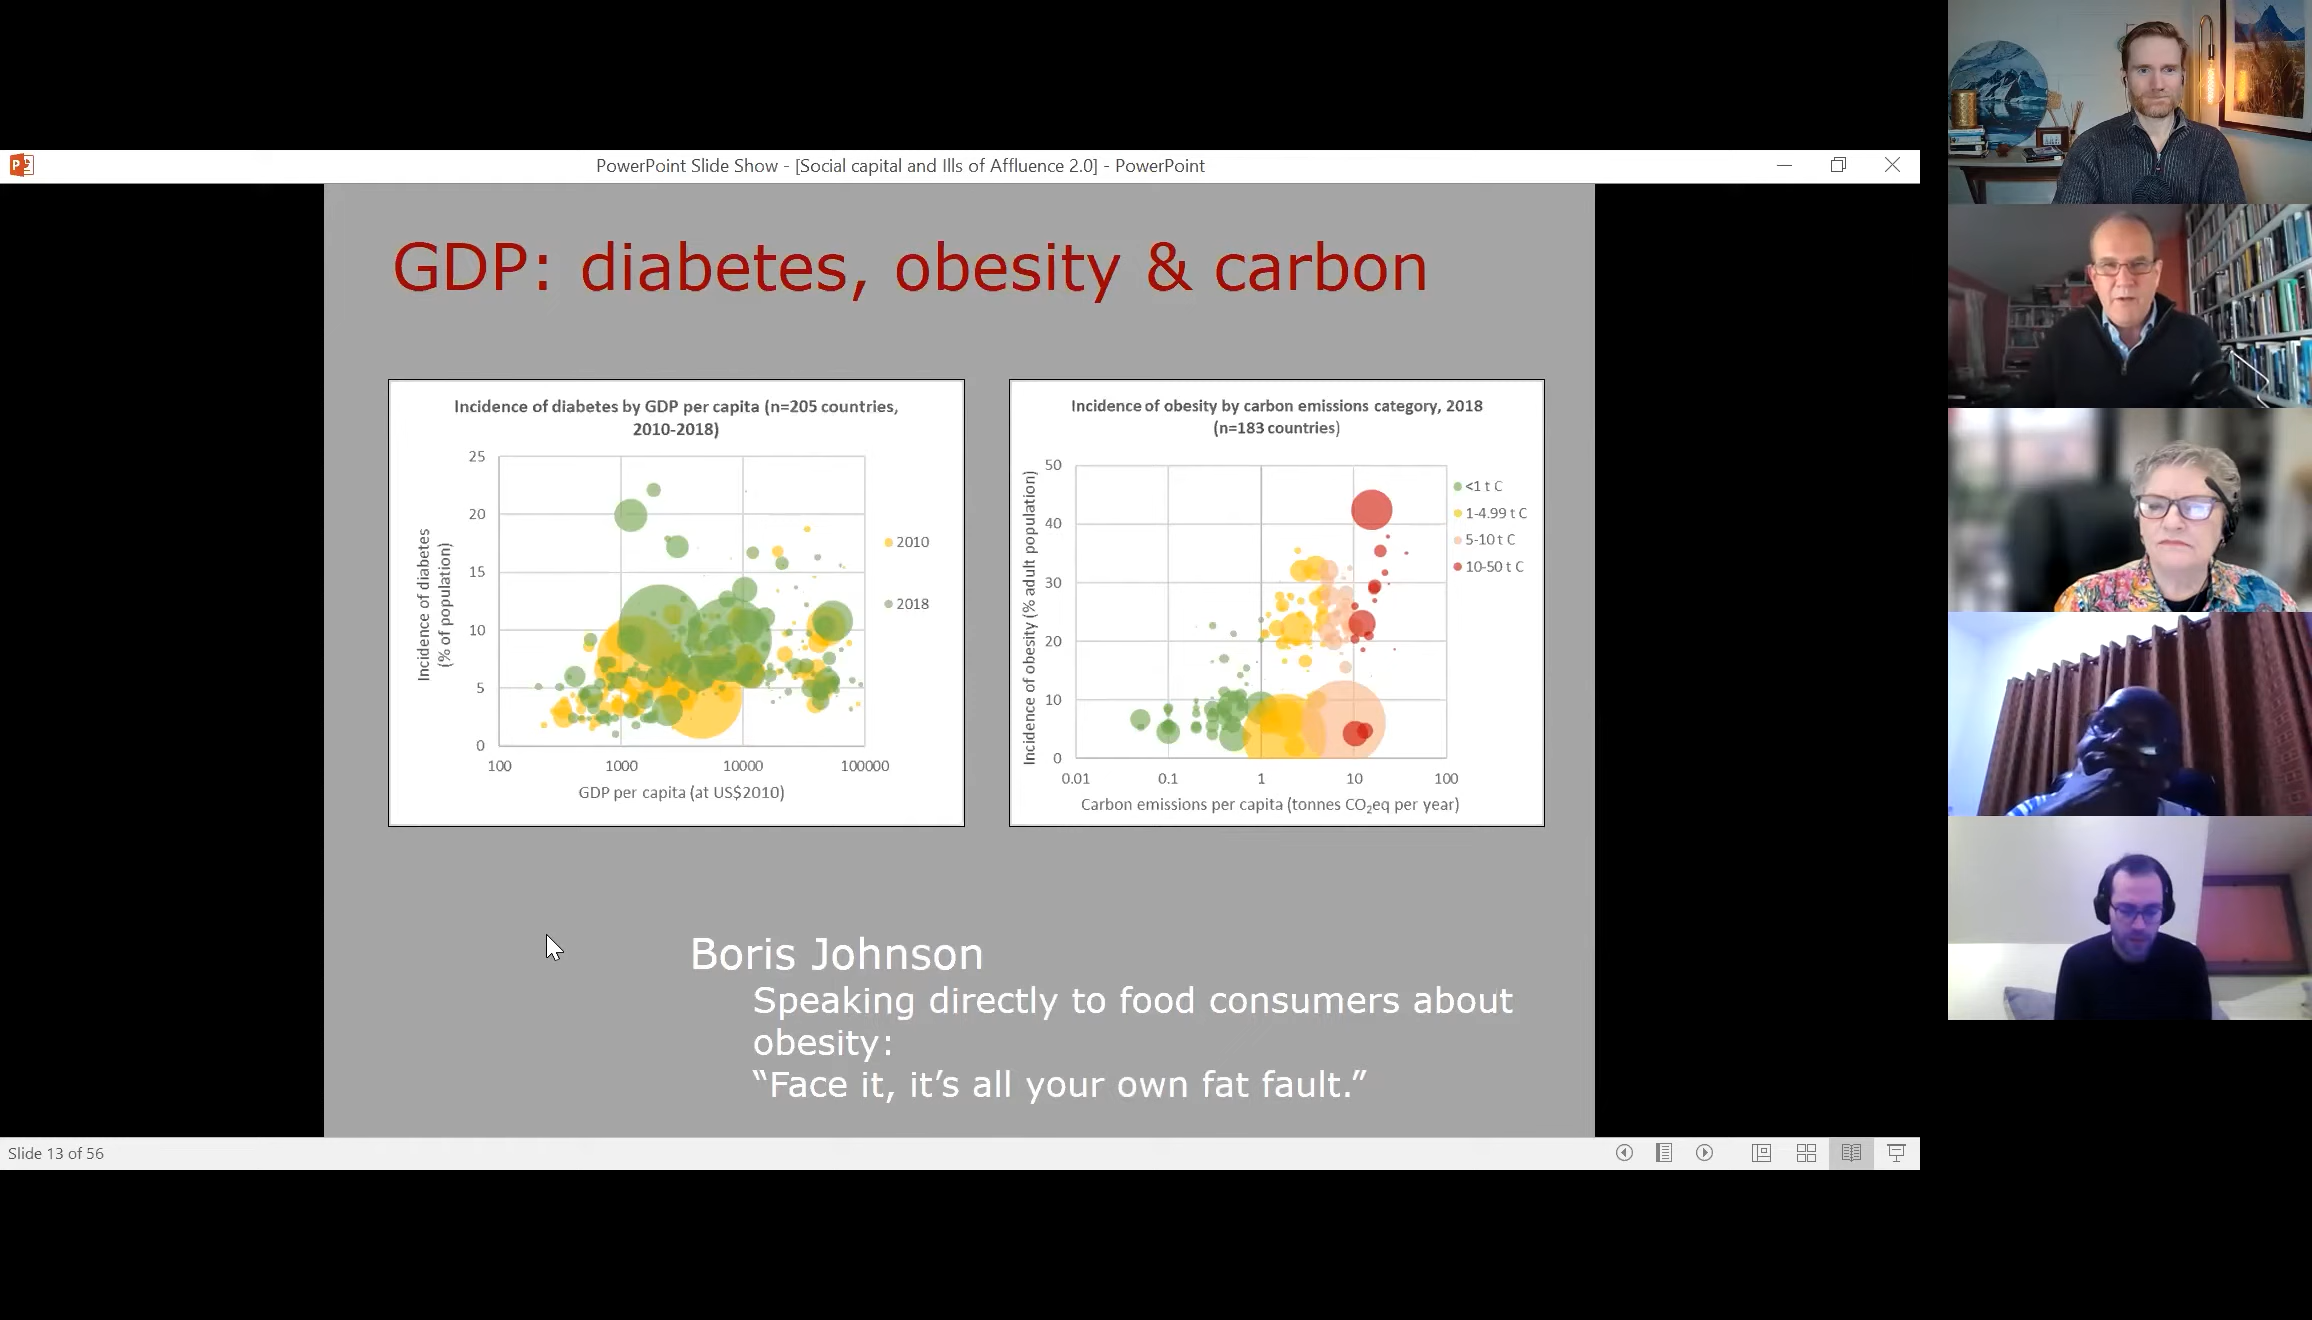 PowerPoint Slide Show - [Social capital and Ills of Affluence 2.0] - PowerPoint
GDP: diabetes, obesity & carbon
Incidence of diabetes by GDP per capita (n=205 countries,
2010-2018)
Incidence of diabetes
(% of population)
25
20
15
10
5
0
100
1000
10000
100000
GDP per capita (at US$2010)
2010
2018
Incidence of obesity by carbon emissions category, 2018
(n=183 countries)
Incidence of obesity (% adult population)
50
40
30
20
10
0
0.01
0.1
1
10
100
Carbon emissions per capita (tonnes CO₂eq per year)
<1 t C
1-4.99 t C
5-10 t C
10-50 t C
Boris Johnson
Speaking directly to food consumers about
obesity:
“Face it, it’s all your own fat fault.”
Slide 13 of 56